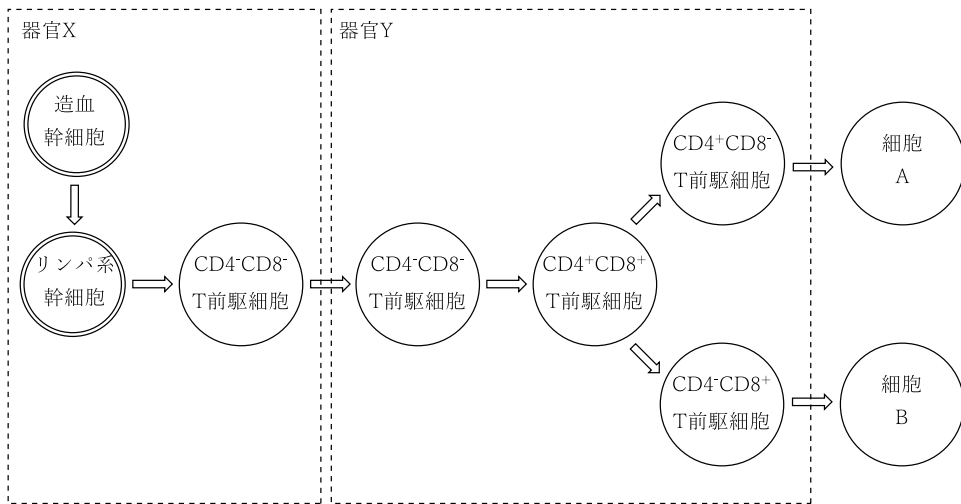 器官X
器官Y
造血
幹細胞
リンパ系
幹細胞
CD4⁻CD8⁻
T前駆細胞
CD4⁻CD8⁻
T前駆細胞
CD4⁺CD8⁺
T前駆細胞
CD4⁺CD8⁻
T前駆細胞
細胞
A
CD4⁻CD8⁺
T前駆細胞
細胞
B